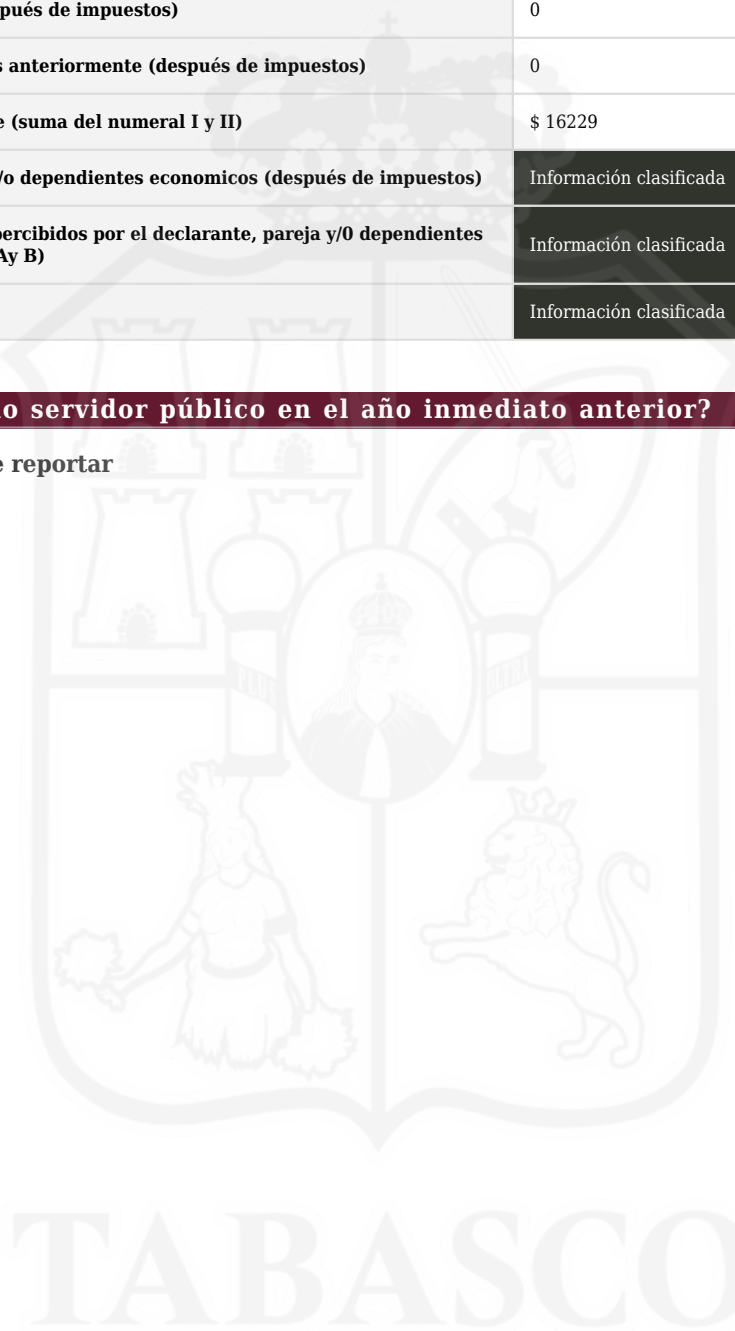 pués de impuestos)
0
s anteriormente (después de impuestos)
0
e (suma del numeral I y II)
$ 16229
/o dependientes economicos (después de impuestos)
Información clasificada
percibidos por el declarante, pareja y/0 dependientes
Ay B)
Información clasificada
Información clasificada
o servidor público en el año inmediato anterior?
e reportar
PLUS
ULTRA
TABASCO